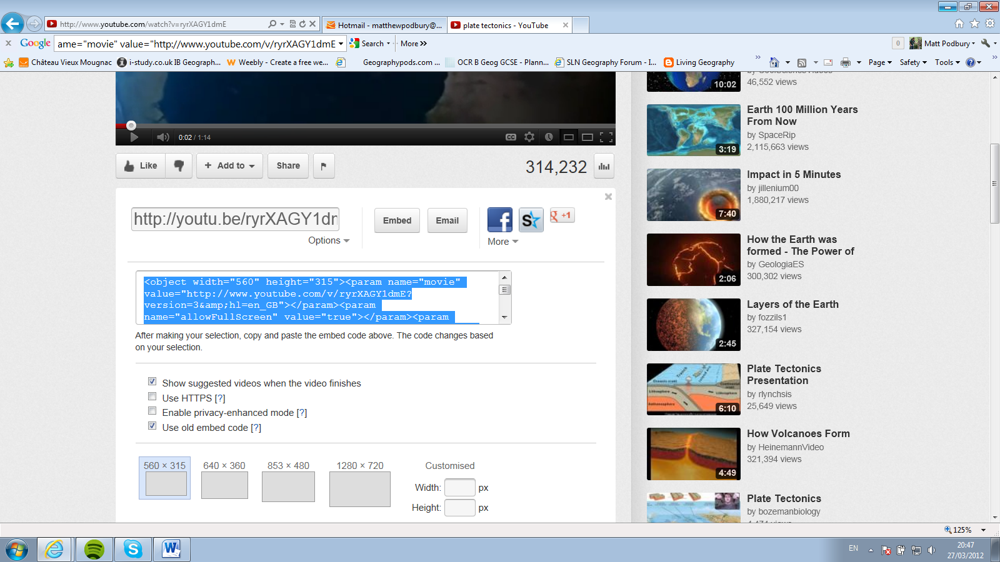 http://www.youtube.com/watch?v=ryrXAGY1dmE
Hotmail - matthewpodbury@...
plate tectonics - YouTube
Google
ame="movie" value="http://www.youtube.com/v/ryrXAGY1dmE
Search
More »
0
Matt Podbury
Château Vieux Mougnac
i-study.co.uk IB Geograph...
Weebly - Create a free we...
Geographypods.com ...
OCR B Geog GCSE - Plann...
SLN Geography Forum - I...
Living Geography
Page
Safety
Tools
0:02 / 1:14
CC
Like
+ Add to
Share
314,232
http://youtu.be/ryrXAGY1dm
Options
Embed
Email
f
S
g +1
More
<object width="560" height="315"><param name="movie"
value="http://www.youtube.com/v/ryrXAGY1dmE?
version=3&amp;hl=en_GB"></param><param
name="allowFullScreen" value="true"></param><param
After making your selection, copy and paste the embed code above. The code changes based
on your selection.
Show suggested videos when the video finishes
Use HTTPS [?]
Enable privacy-enhanced mode [?]
Use old embed code [?]
560 × 315
640 × 360
853 × 480
1280 × 720
Customised
Width: px
Height: px
10:02
46,552 views
Earth 100 Million Years
From Now
by SpaceRip
2,115,663 views
3:19
Impact in 5 Minutes
by jillenium00
1,880,217 views
7:40
How the Earth was
formed - The Power of
by GeologiaES
300,302 views
2:06
Layers of the Earth
by fozzils1
327,154 views
2:45
Plate Tectonics
Presentation
by rlynchsis
25,649 views
6:10
How Volcanoes Form
by HeinemannVideo
321,394 views
4:49
Plate Tectonics
by bozemanbiology
125%
EN
20:47
27/03/2012